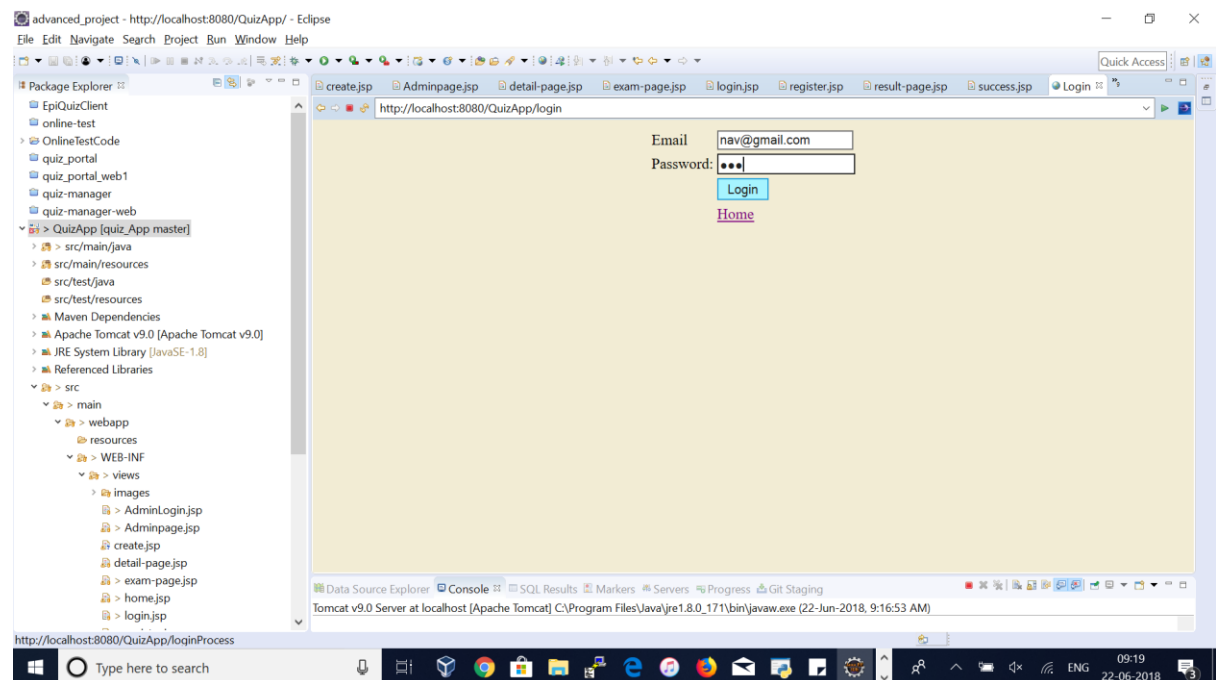 advanced_project - http://localhost:8080/QuizApp/ - Eclipse
File Edit Navigate Search Project Run Window Help
Quick Access
Package Explorer
create.jsp Adminpage.jsp detail-page.jsp exam-page.jsp login.jsp register.jsp result-page.jsp success.jsp Login
http://localhost:8080/QuizApp/login
EpiQuizClient
online-test
OnlineTestCode
quiz_portal
quiz_portal_web1
quiz-manager
quiz-manager-web
> QuizApp [quiz_App master]
> src/main/java
src/main/resources
src/test/java
src/test/resources
Maven Dependencies
Apache Tomcat v9.0 [Apache Tomcat v9.0]
JRE System Library [JavaSE-1.8]
Referenced Libraries
> src
> main
> webapp
resources
> WEB-INF
> views
images
> AdminLogin.jsp
> Adminpage.jsp
create.jsp
detail-page.jsp
> exam-page.jsp
> home.jsp
> login.jsp
Email nav@gmail.com
Password: ●●●
Login
Home
Data Source Explorer Console SQL Results Markers Servers Progress Git Staging
Tomcat v9.0 Server at localhost [Apache Tomcat] C:\Program Files\Java\jre1.8.0_171\bin\javaw.exe (22-Jun-2018, 9:16:53 AM)
http://localhost:8080/QuizApp/loginProcess
Type here to search
ENG
09:19
22-06-2018
3